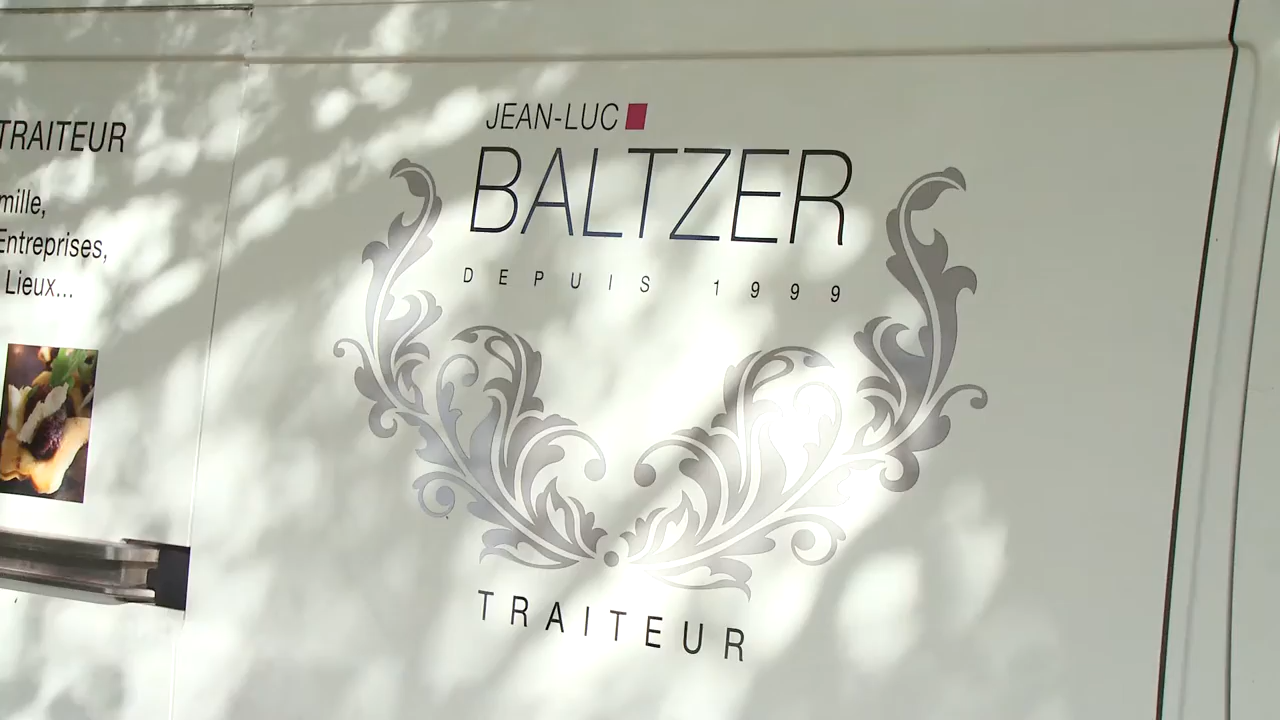 TRAITEUR
mille,
Entreprises,
Lieux...
JEAN-LUC
BALTZER
DEPUIS 1999
TRAITEUR